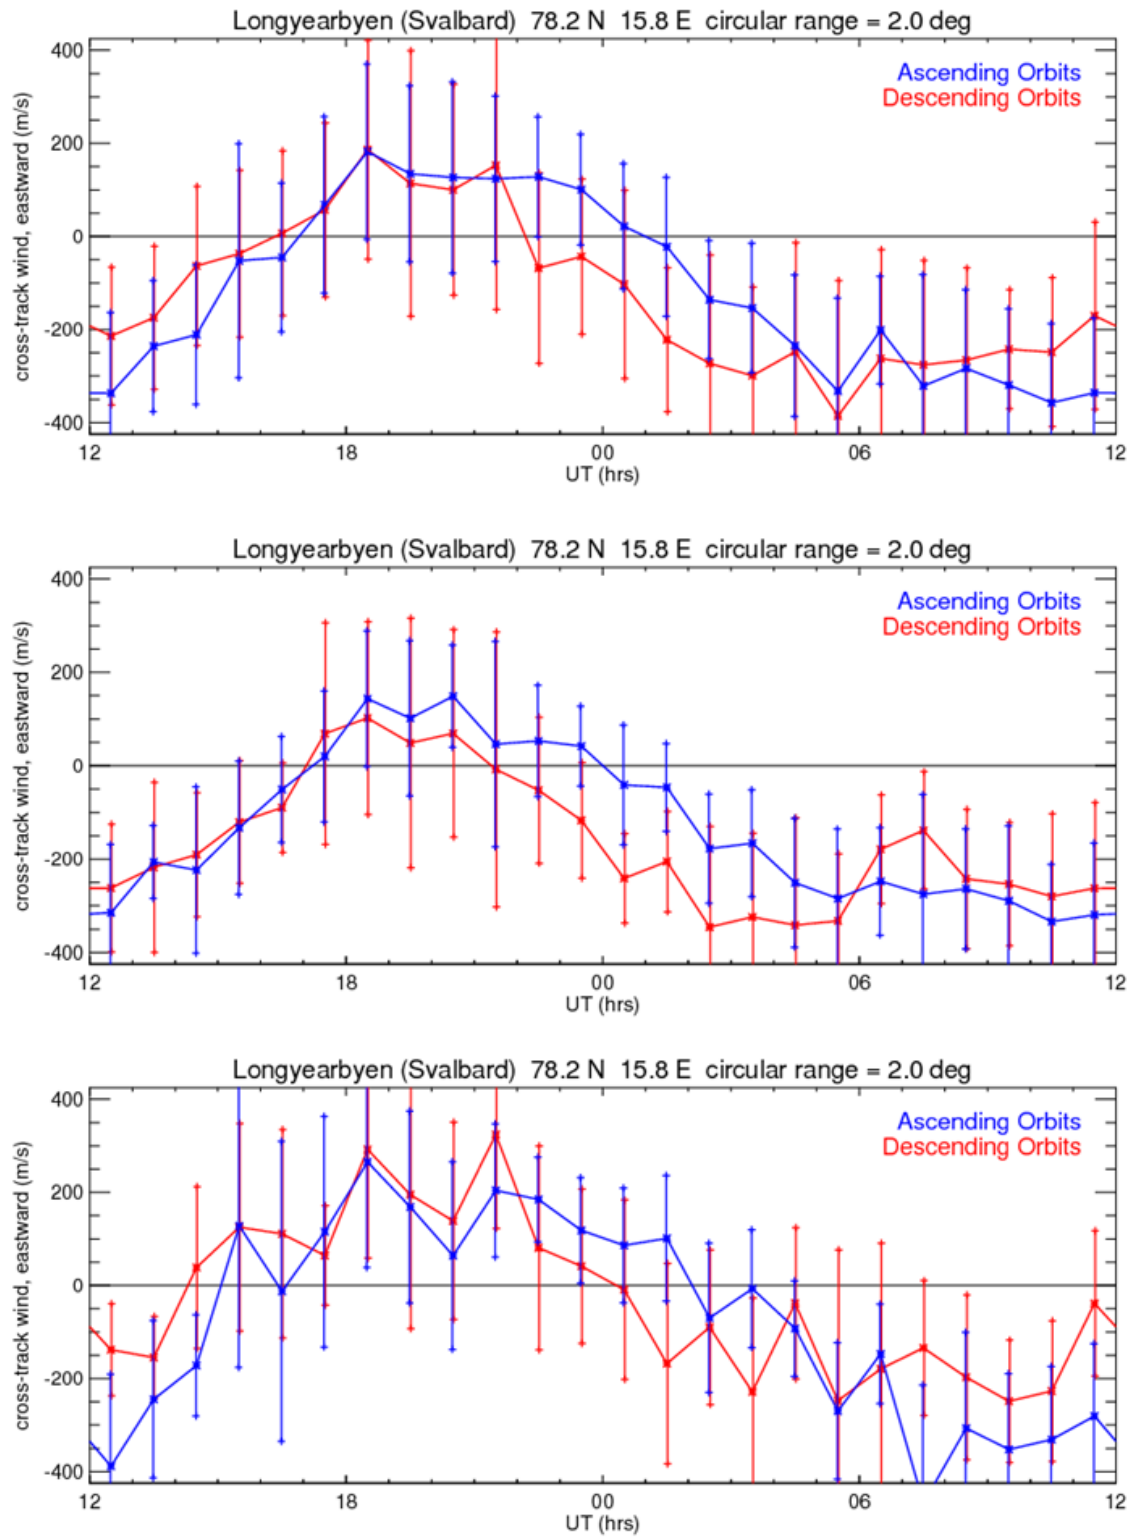 Longyearbyen (Svalbard) 78.2 N 15.8 E circular range = 2.0 deg
Ascending Orbits
Descending Orbits
cross-track wind, eastward (m/s)
400
200
0
-200
-400
12 18 00 06 12
UT (hrs)
Longyearbyen (Svalbard) 78.2 N 15.8 E circular range = 2.0 deg
Ascending Orbits
Descending Orbits
cross-track wind, eastward (m/s)
400
200
0
-200
-400
12 18 00 06 12
UT (hrs)
Longyearbyen (Svalbard) 78.2 N 15.8 E circular range = 2.0 deg
Ascending Orbits
Descending Orbits
cross-track wind, eastward (m/s)
400
200
0
-200
-400
12 18 00 06 12
UT (hrs)